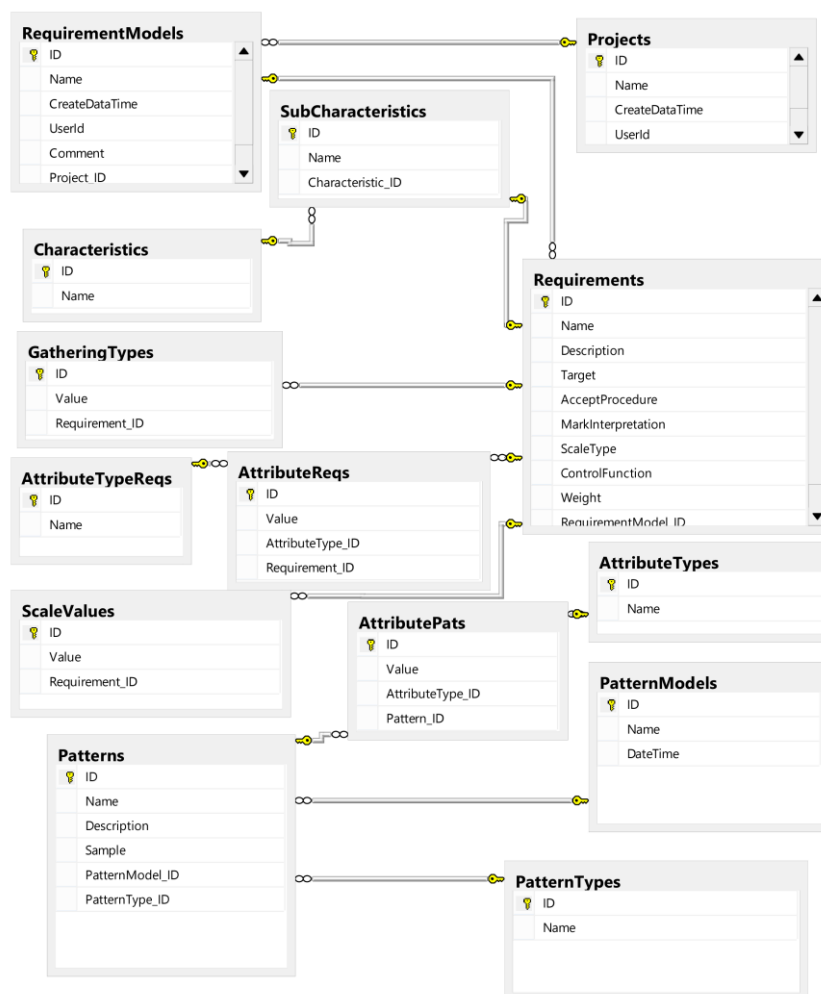 RequirementModels
ID
Name
CreateDataTime
UserId
Comment
Project_ID
Projects
ID
Name
CreateDataTime
UserId
SubCharacteristics
ID
Name
Characteristic_ID
Characteristics
ID
Name
Requirements
ID
Name
Description
Target
AcceptProcedure
MarkInterpretation
ScaleType
ControlFunction
Weight
RequirementModel_ID
GatheringTypes
ID
Value
Requirement_ID
AttributeTypeReqs
ID
Name
AttributeReqs
ID
Value
AttributeType_ID
Requirement_ID
AttributeTypes
ID
Name
ScaleValues
ID
Value
Requirement_ID
AttributePats
ID
Value
AttributeType_ID
Pattern_ID
PatternModels
ID
Name
DateTime
Patterns
ID
Name
Description
Sample
PatternModel_ID
PatternType_ID
PatternTypes
ID
Name